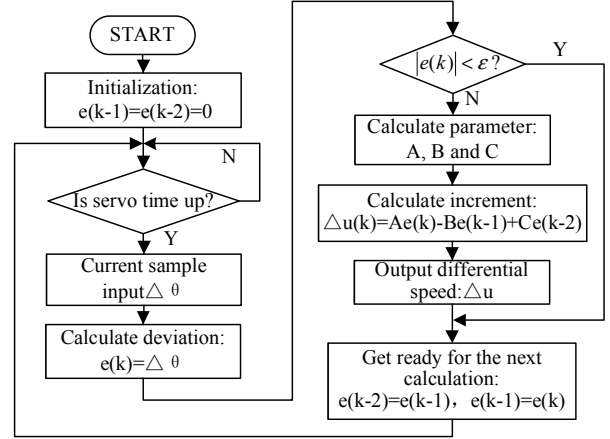 START
Initialization:
e(k-1)=e(k-2)=0
N
Is servo time up?
Y
Current sample
input△ θ
Calculate deviation:
e(k)=△ θ
|e(k)| < ε ?
Y
N
Calculate parameter:
A, B and C
Calculate increment:
△u(k)=Ae(k)-Be(k-1)+Ce(k-2)
Output differential
speed:△u
Get ready for the next
calculation:
e(k-2)=e(k-1)，e(k-1)=e(k)